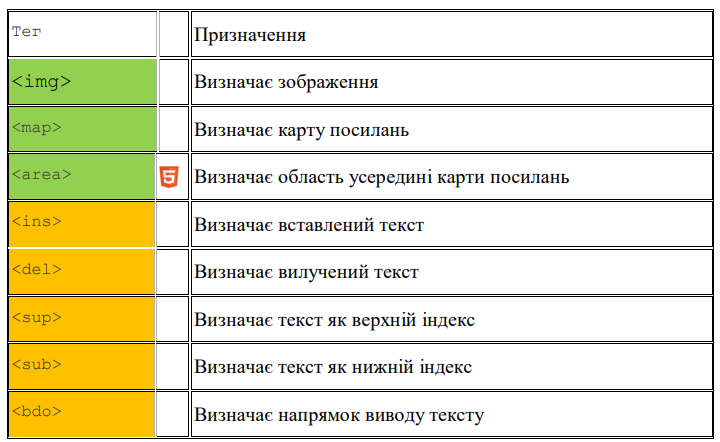 Тег Призначення
<img> Визначає зображення
<map> Визначає карту посилань
<area> 5 Визначає область усередині карти посилань
<ins> Визначає вставлений текст
<del> Визначає вилучений текст
<sup> Визначає текст як верхній індекс
<sub> Визначає текст як нижній індекс
<bdo> Визначає напрямок виводу тексту